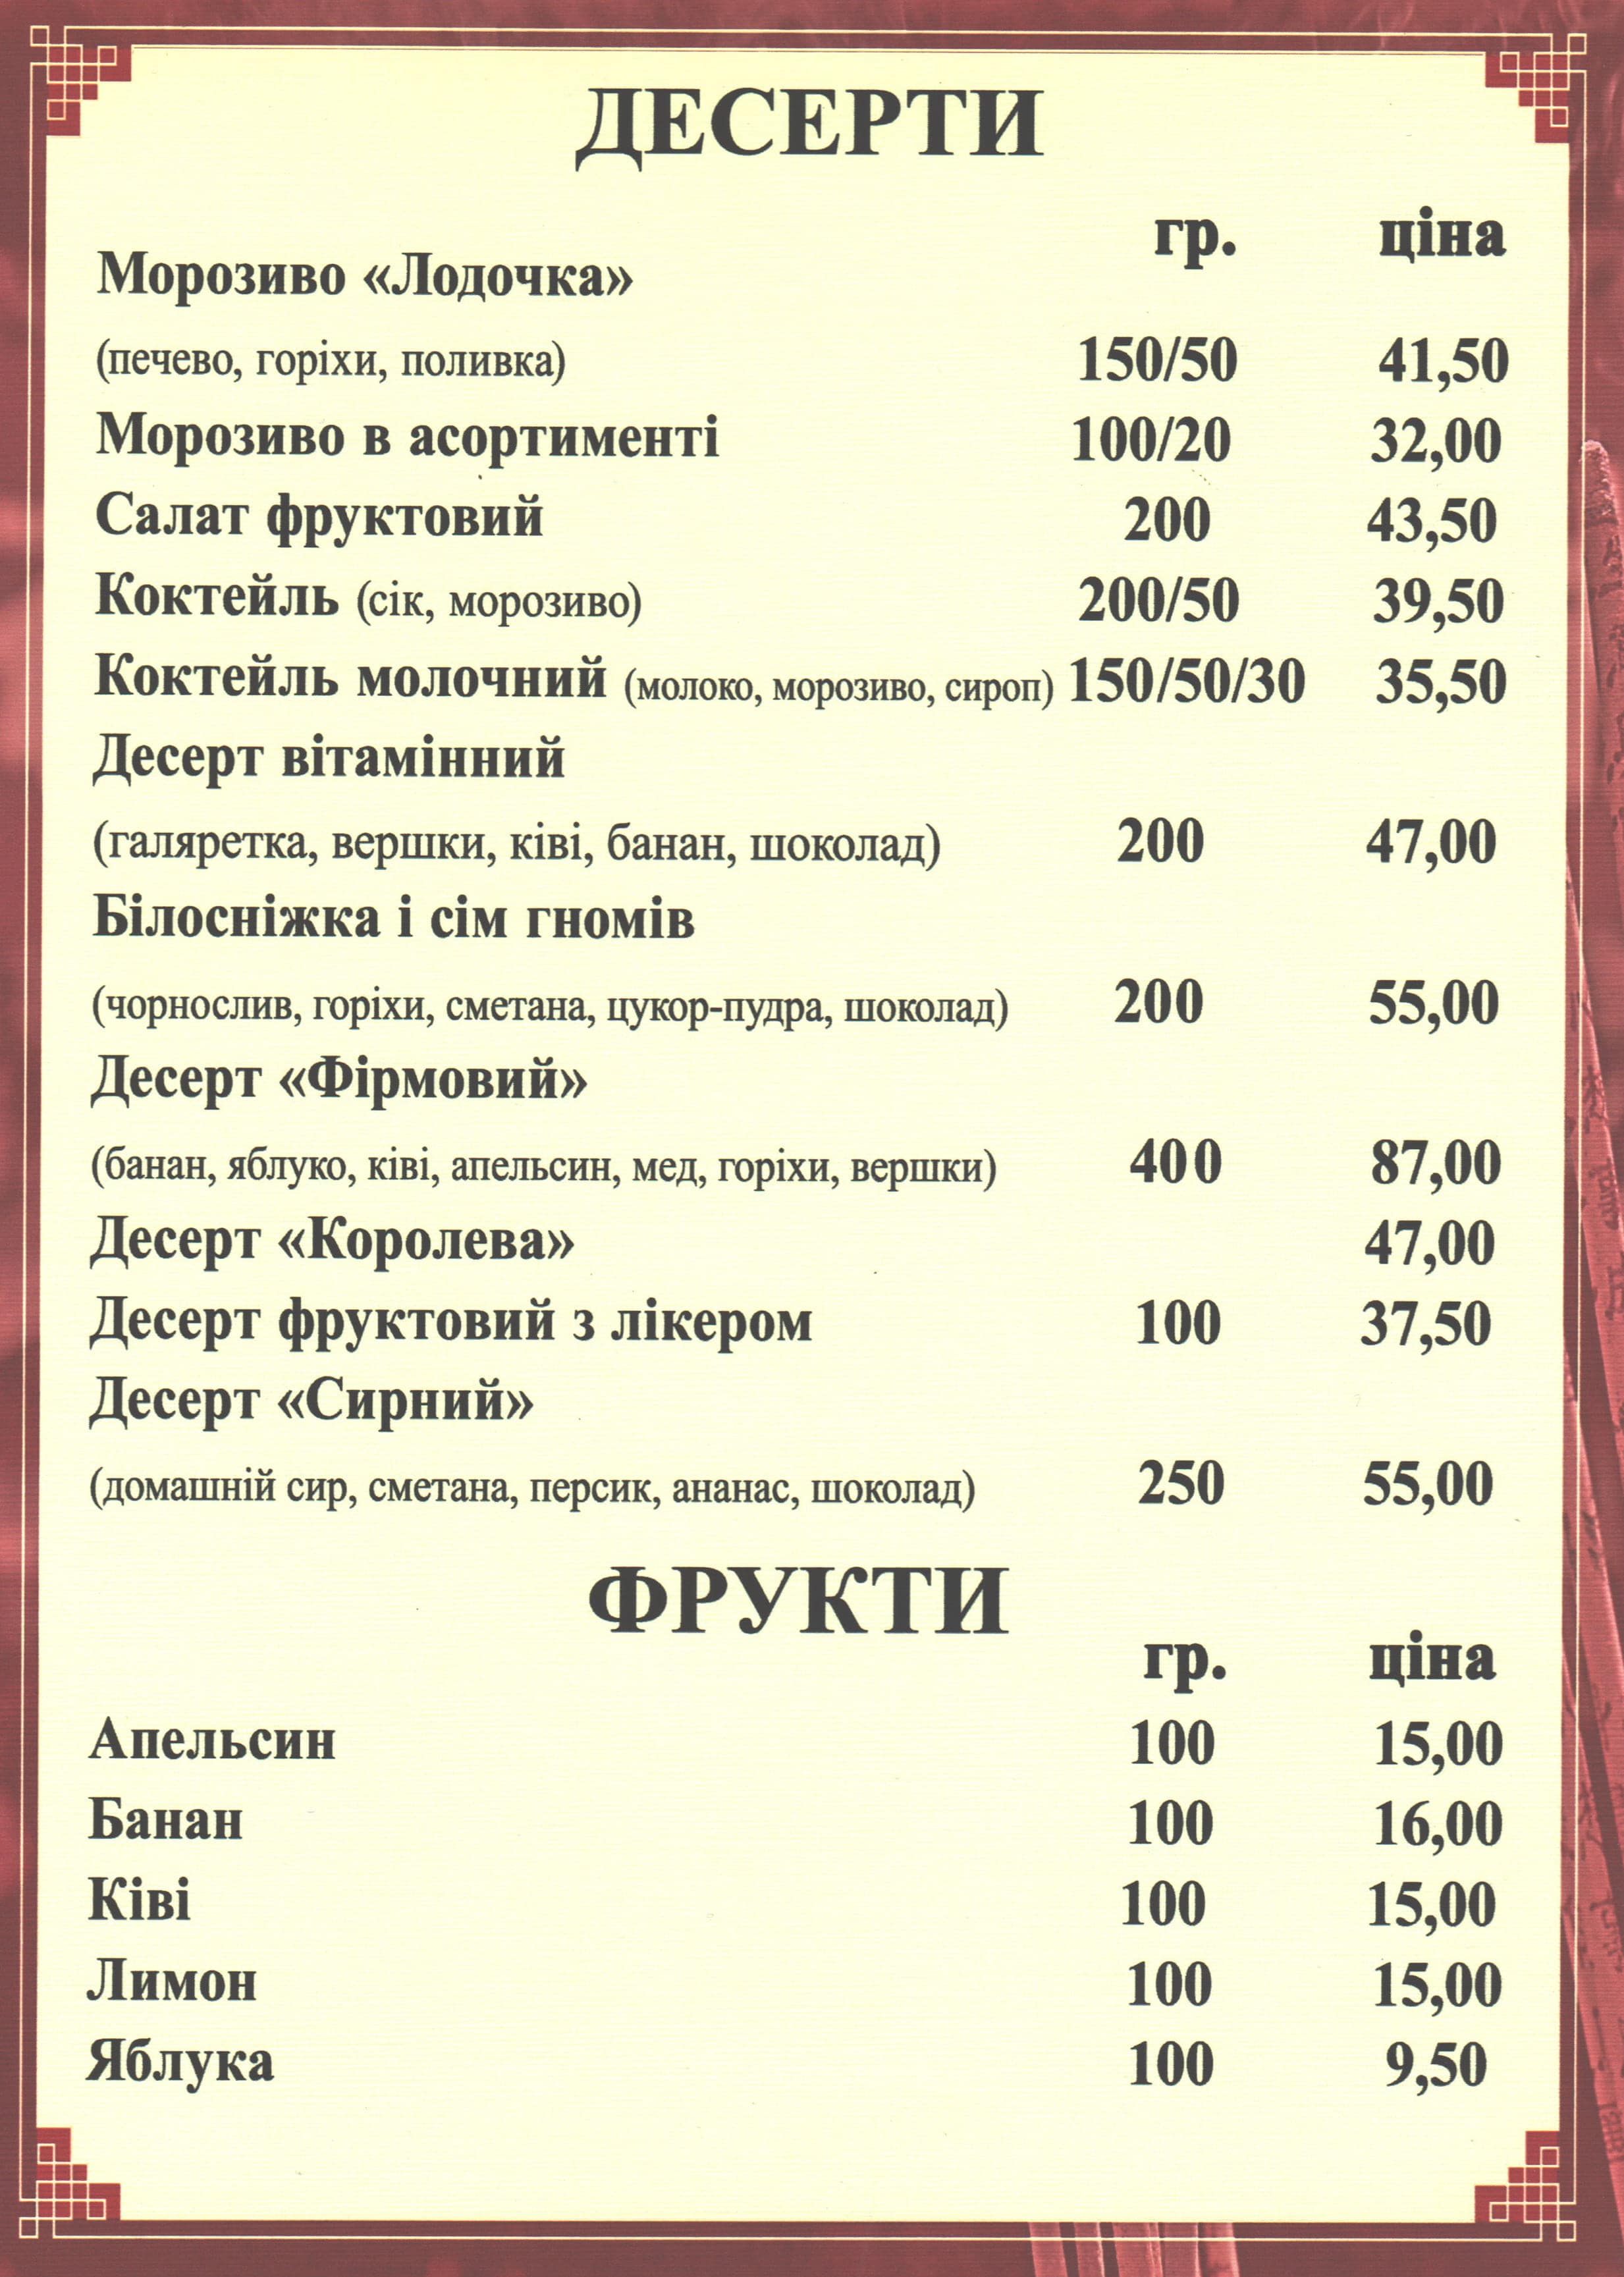 ДЕСЕРТИ
гр. ціна
Морозиво «Лодочка»
(печево, горіхи, поливка) 150/50 41,50
Морозиво в асортименті 100/20 32,00
Салат фруктовий 200 43,50
Коктейль (сік, морозиво) 200/50 39,50
Коктейль молочний (молоко, морозиво, сироп) 150/50/30 35,50
Десерт вітамінний
(галяретка, вершки, ківі, банан, шоколад) 200 47,00
Білосніжка і сім гномів
(чорнослив, горіхи, сметана, цукор-пудра, шоколад) 200 55,00
Десерт «Фірмовий»
(банан, яблуко, ківі, апельсин, мед, горіхи, вершки) 400 87,00
Десерт «Королева» 47,00
Десерт фруктовий з лікером 100 37,50
Десерт «Сирний»
(домашній сир, сметана, персик, ананас, шоколад) 250 55,00
ФРУКТИ
гр. ціна
Апельсин 100 15,00
Банан 100 16,00
Ківі 100 15,00
Лимон 100 15,00
Яблука 100 9,50